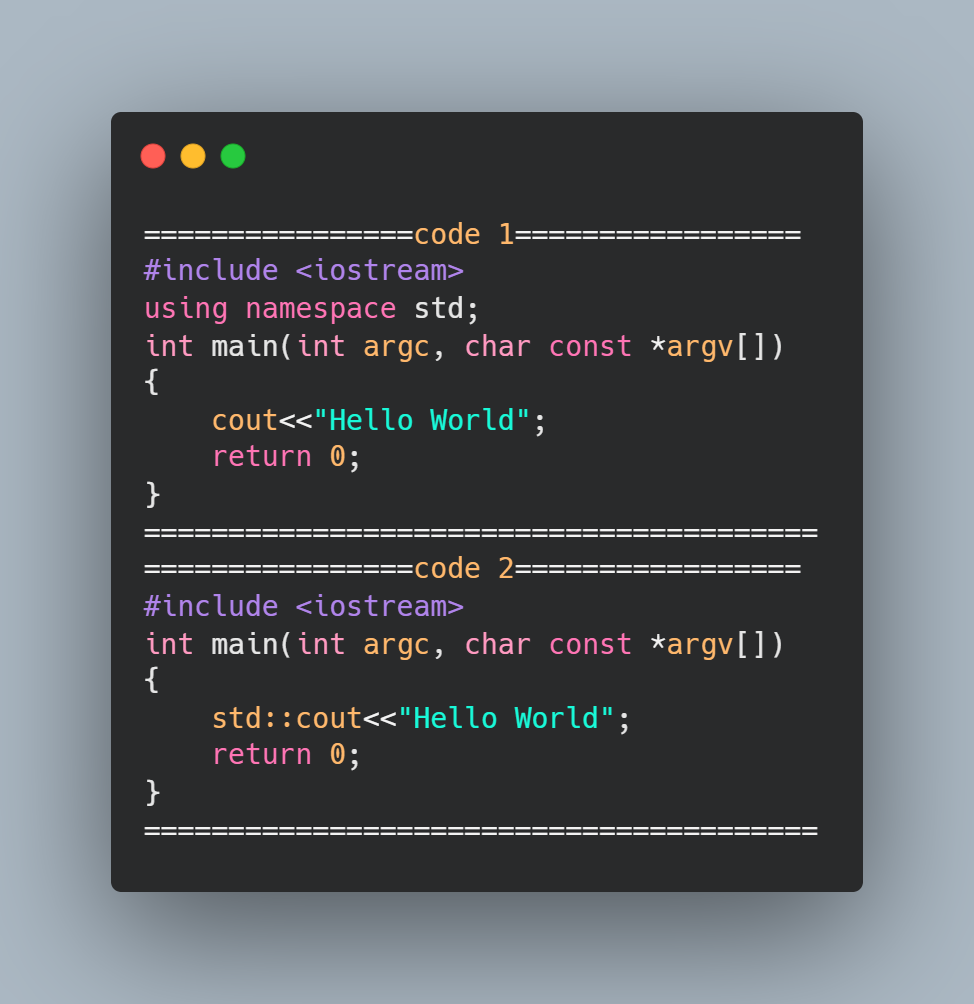 ================code 1=================
#include <iostream>
using namespace std;
int main(int argc, char const *argv[])
{
    cout<<"Hello World";
    return 0;
}
========================================
================code 2=================
#include <iostream>
int main(int argc, char const *argv[])
{
    std::cout<<"Hello World";
    return 0;
}
========================================